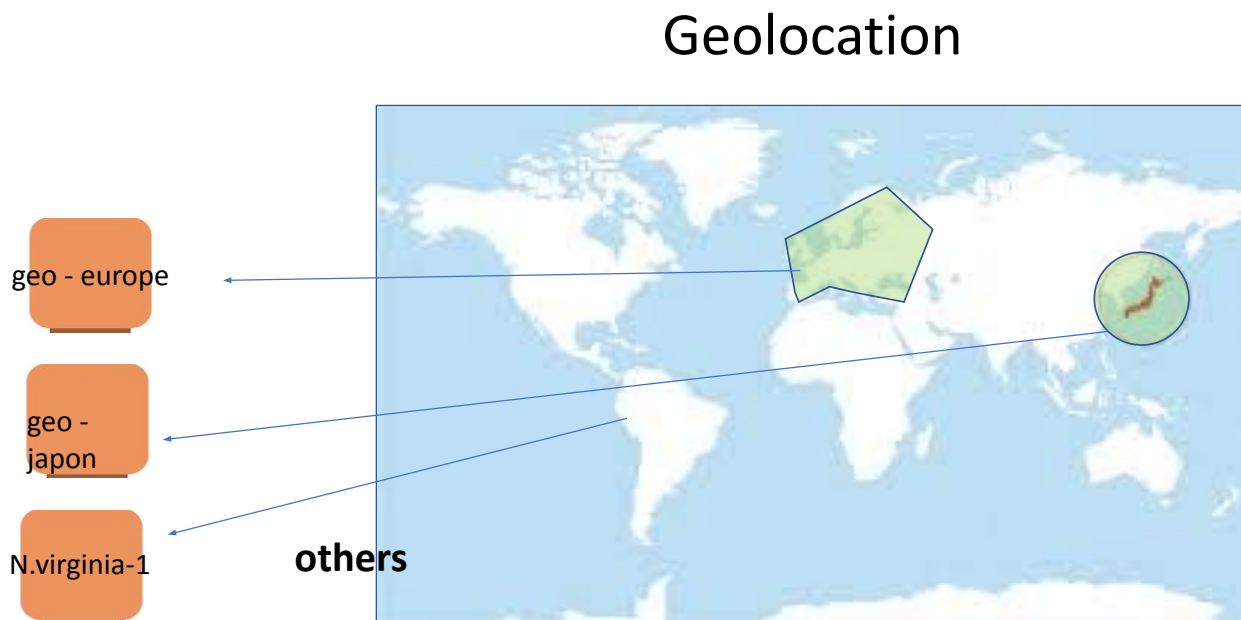 Geolocation
geo - europe
geo -
japon
N.virginia-1
others